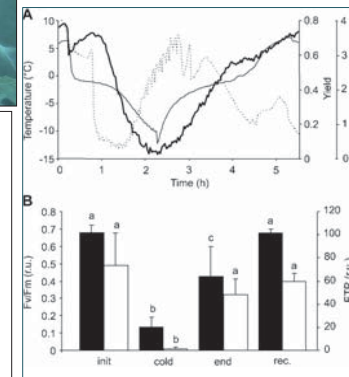 A
10
5
0
-5
-10
-15
Temperature (°C)
0.8
0.6
0.4
0.2
0
Yield
4
3
2
1
0
0 1 2 3 4 5
Time (h)
B
0.8
0.7
0.6
0.5
0.4
0.3
0.2
0.1
0
Fv/Fm (r.u.)
a a
b b
c a
a a
120
100
80
60
40
20
0
init cold end rec.